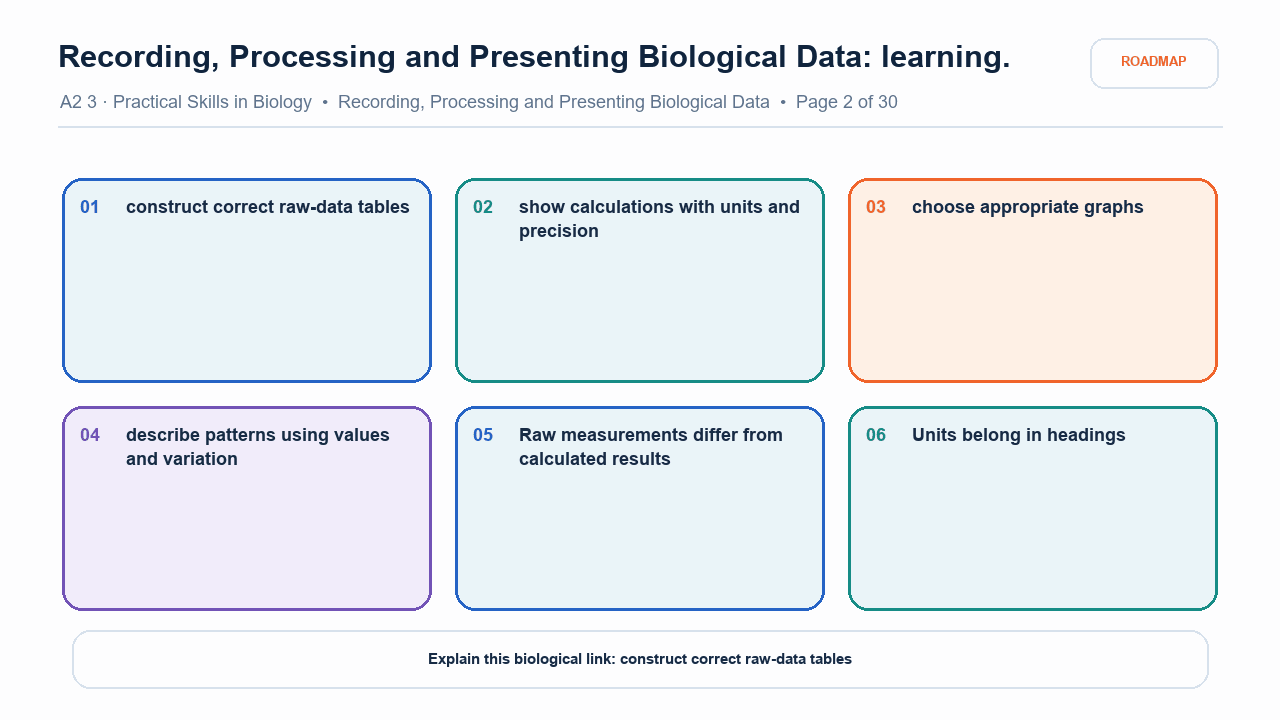 Recording, Processing and Presenting Biological Data: learning.
ROADMAP
A2 3 · Practical Skills in Biology • Recording, Processing and Presenting Biological Data • Page 2 of 30
01 construct correct raw-data tables
02 show calculations with units and
precision
03 choose appropriate graphs
04 describe patterns using values
and variation
05 Raw measurements differ from
calculated results
06 Units belong in headings
Explain this biological link: construct correct raw-data tables